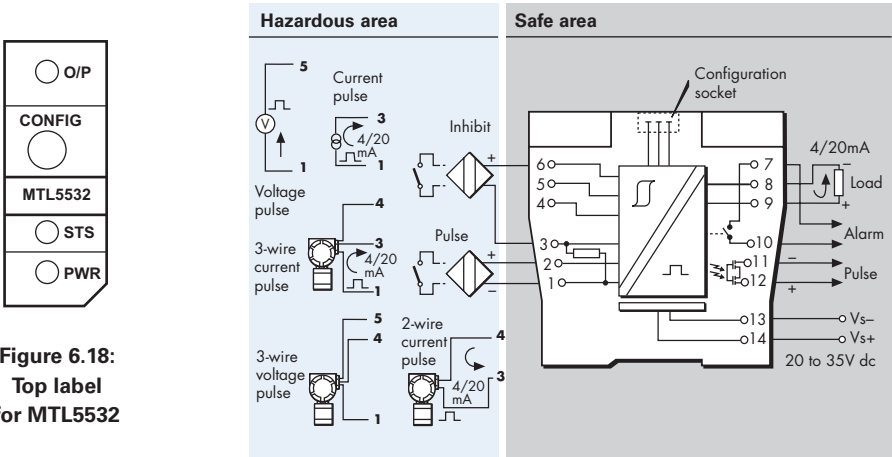 O/P
CONFIG
MTL5532
STS
PWR
Figure 6.18:
Top label
for MTL5532
Hazardous area
Safe area
5
V
1
Voltage
pulse
Current
pulse
3
4/20
mA
1
Inhibit
+
4
3-wire
current
pulse
3
4/20
mA
1
Pulse
+
–
5
4
3-wire
voltage
pulse
1
2-wire
current
pulse
4
4/20
mA
3
Configuration
socket
6
5
4
3
2
1
7
8
9
10
11
12
13
14
4/20mA
–
Load
+
Alarm
–
Pulse
+
Vs–
Vs+
20 to 35V dc